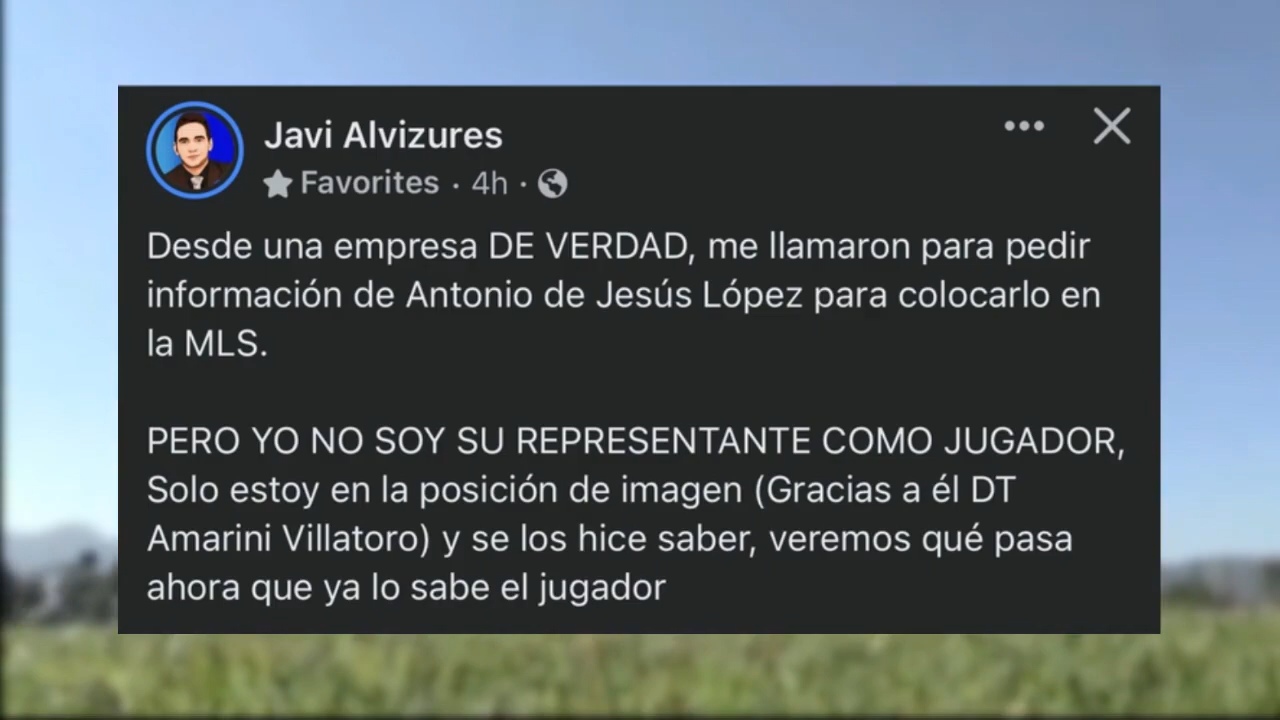 Javi Alvizures
Favorites · 4h ·
Desde una empresa DE VERDAD, me llamaron para pedir
información de Antonio de Jesús López para colocarlo en
la MLS.
PERO YO NO SOY SU REPRESENTANTE COMO JUGADOR,
Solo estoy en la posición de imagen (Gracias a él DT
Amarini Villatoro) y se los hice saber, veremos qué pasa
ahora que ya lo sabe el jugador